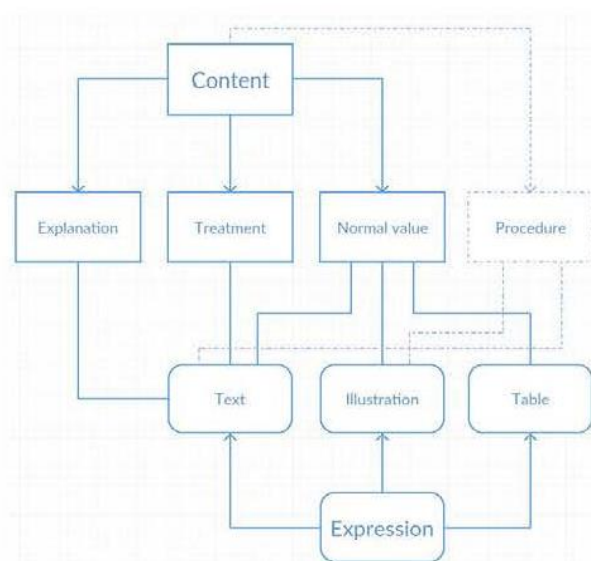 Content
Explanation
Treatment
Normal value
Procedure
Text
Illustration
Table
Expression